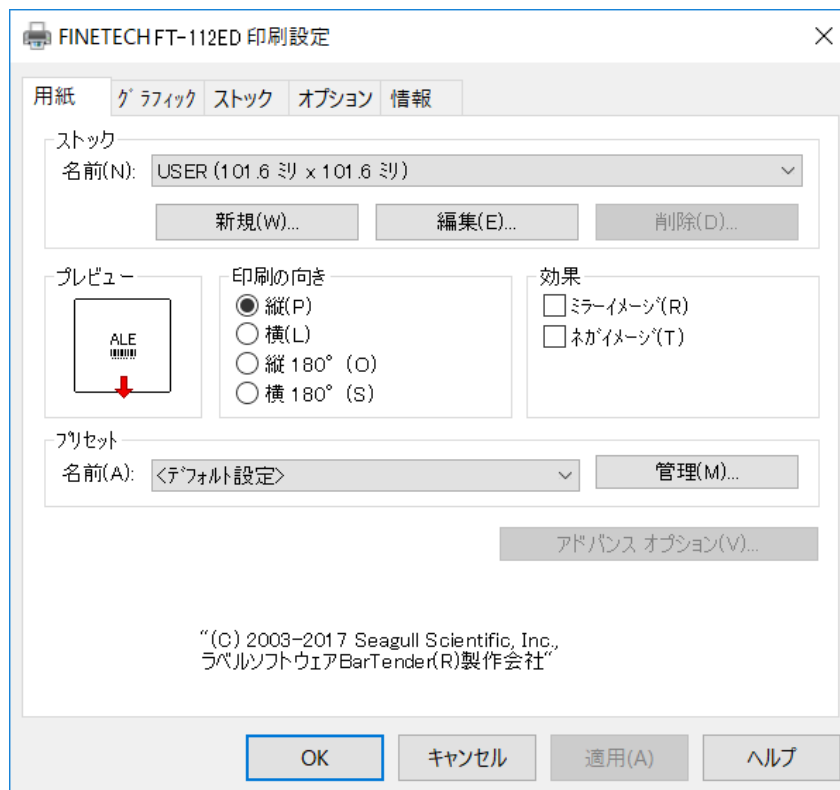 FINETECH FT-112ED 印刷設定
用紙 グラフィック ストック オプション 情報
ストック
名前(N): USER (101.6 ミリ x 101.6 ミリ)
新規(W)... 編集(E)... 削除(D)...
プレビュー 印刷の向き 効果
縦(P) ミラーイメージ(R)
ALE 横(L) ネガイメージ(T)
縦 180° (O)
横 180° (S)
プリセット
名前(A): <デフォルト設定> 管理(M)...
アドバンス オプション(V)...
“(C) 2003-2017 Seagull Scientific, Inc.,
ラベルソフトウェアBarTender(R)製作会社“
OK キャンセル 適用(A) ヘルプ